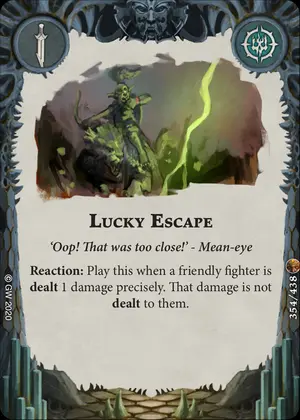 LUCKY ESCAPE
‘Oop! That was too close!’ - Mean-eye
Reaction: Play this when a friendly fighter is
dealt 1 damage precisely. That damage is not
dealt to them.
© GW 2020
354/438